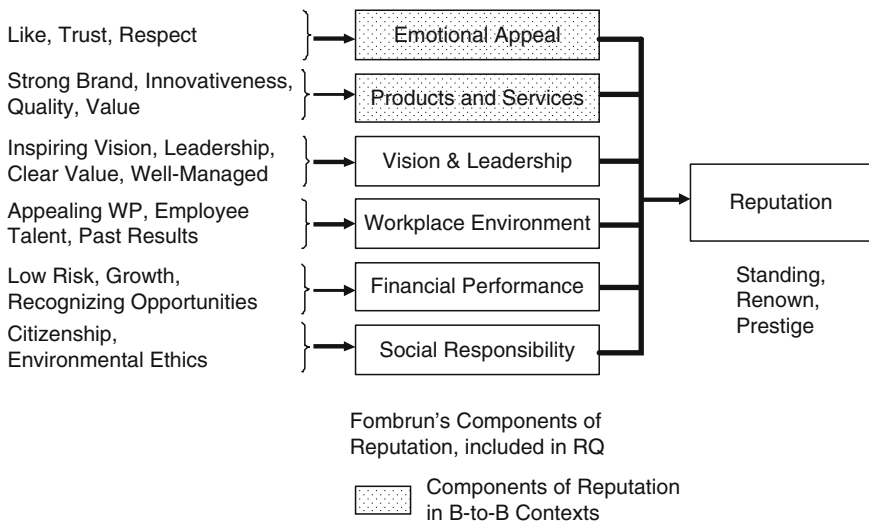 Like, Trust, Respect
Emotional Appeal
Strong Brand, Innovativeness,
Quality, Value
Products and Services
Inspiring Vision, Leadership,
Clear Value, Well-Managed
Vision & Leadership
Appealing WP, Employee
Talent, Past Results
Workplace Environment
Low Risk, Growth,
Recognizing Opportunities
Financial Performance
Citizenship,
Environmental Ethics
Social Responsibility
Reputation
Standing,
Renown,
Prestige
Fombrun's Components of
Reputation, included in RQ
Components of Reputation
in B-to-B Contexts